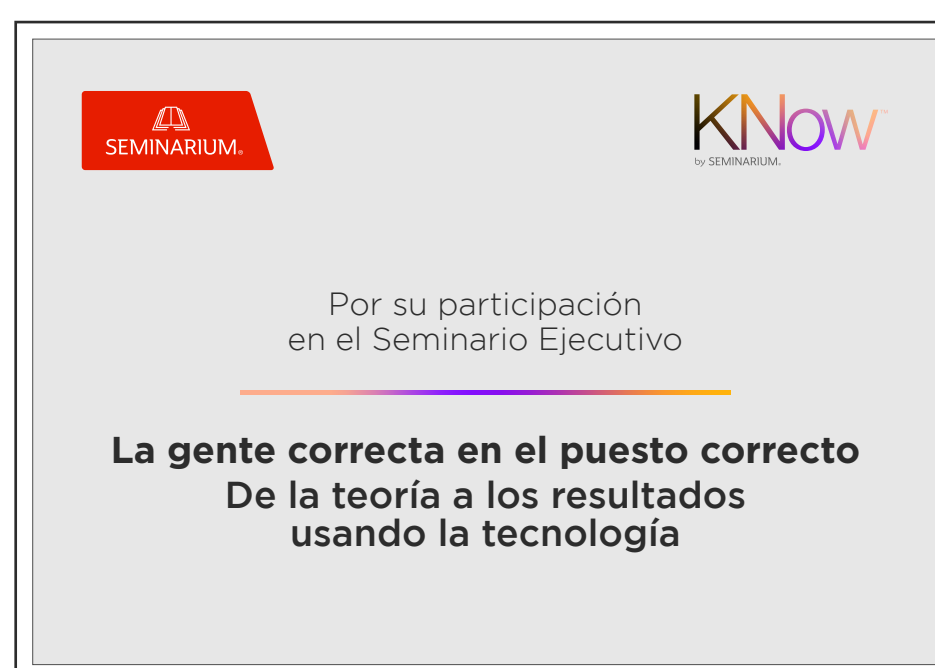 SEMINARIUM®
KNow™
by SEMINARIUM®
Por su participación
en el Seminario Ejecutivo
La gente correcta en el puesto correcto
De la teoría a los resultados
usando la tecnología